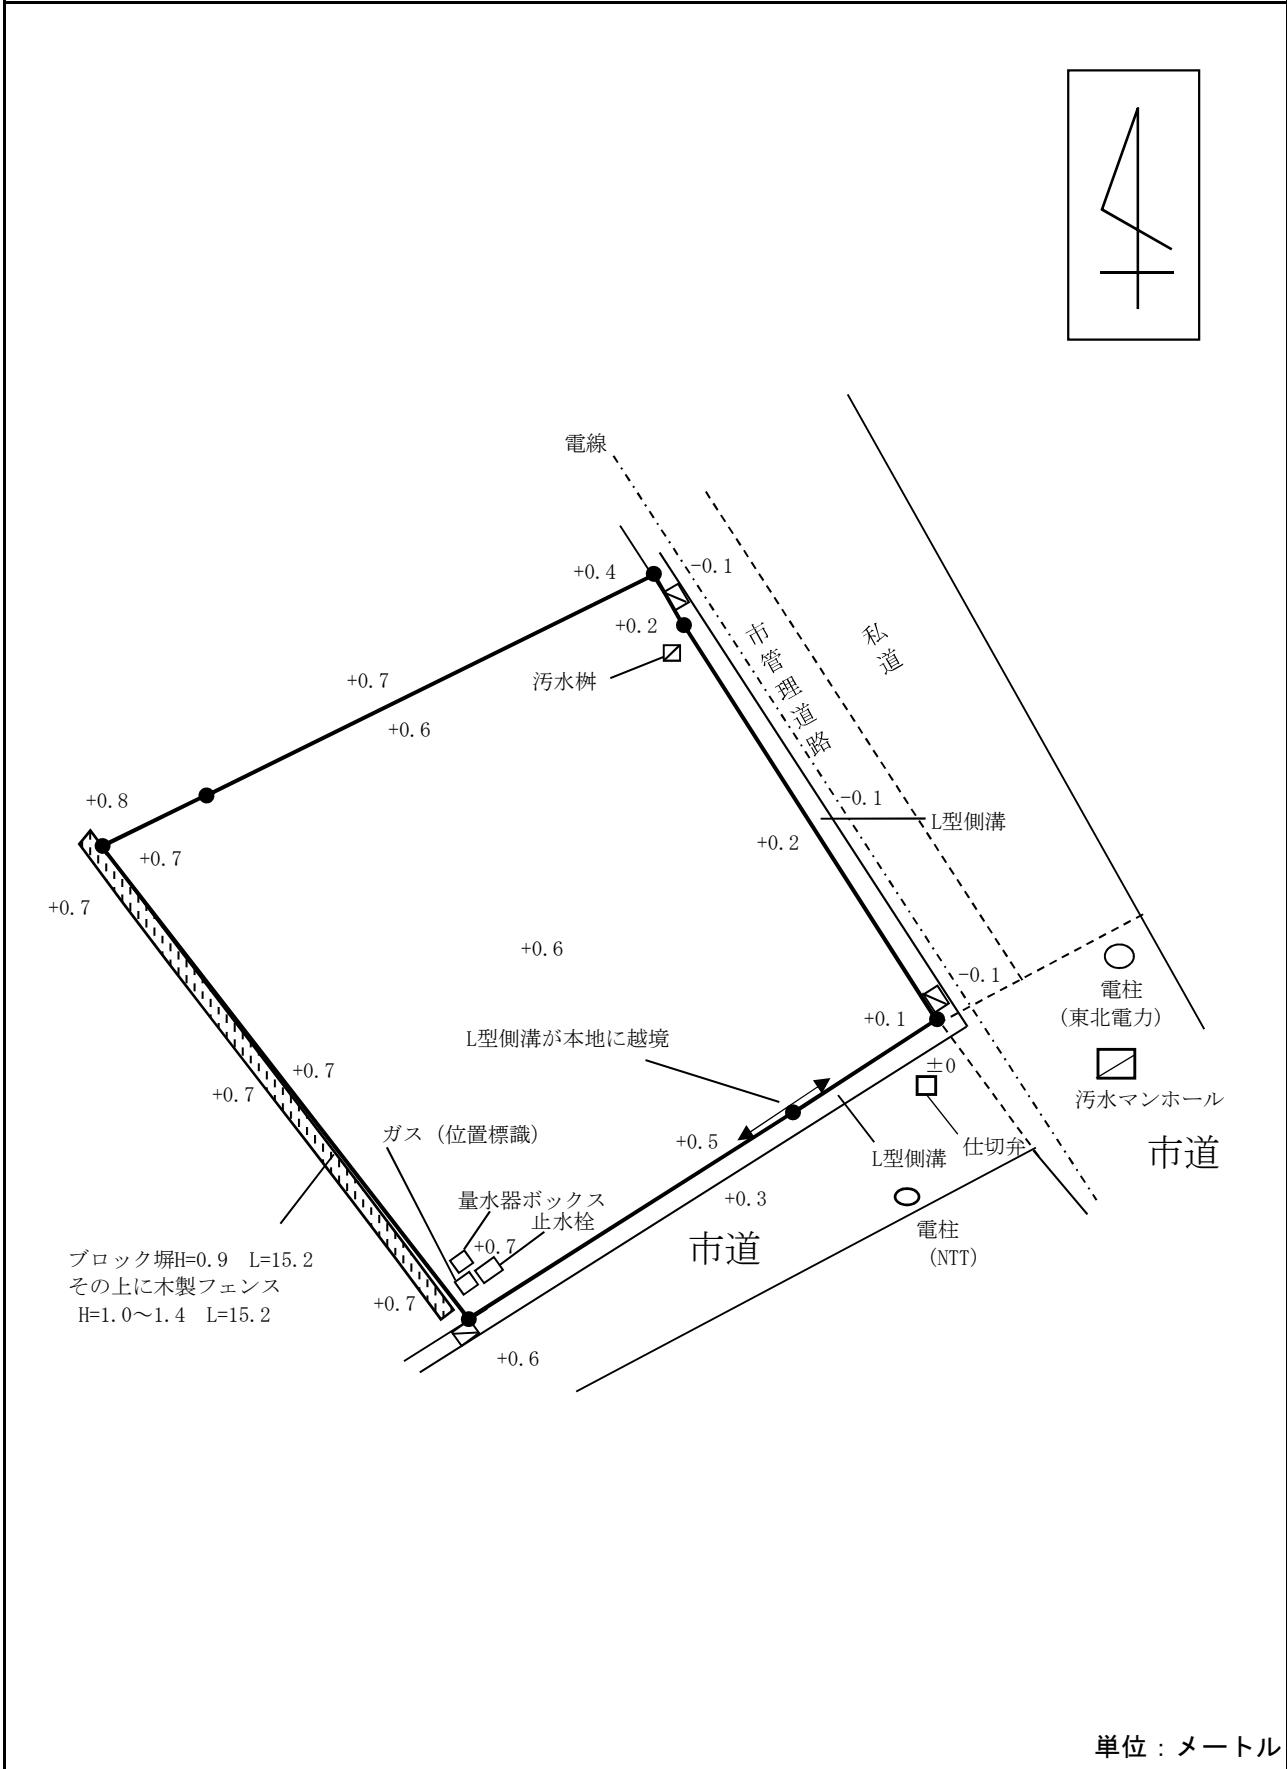 電線
+0.4
-0.1
+0.2
市管理道路
私道
汚水桝
+0.7
+0.6
+0.8
-0.1
L型側溝
+0.2
+0.7
+0.7
+0.6
-0.1
電柱
(東北電力)
+0.1
L型側溝が本地に越境
±0
+0.7
+0.7
汚水マンホール
ガス（位置標識）
+0.5
L型側溝
仕切弁
市道
量水器ボックス
止水栓
+0.3
電柱
(NTT)
市道
+0.7
ブロック塀H=0.9 L=15.2
その上に木製フェンス
H=1.0～1.4 L=15.2
+0.7
+0.6
単位：メートル